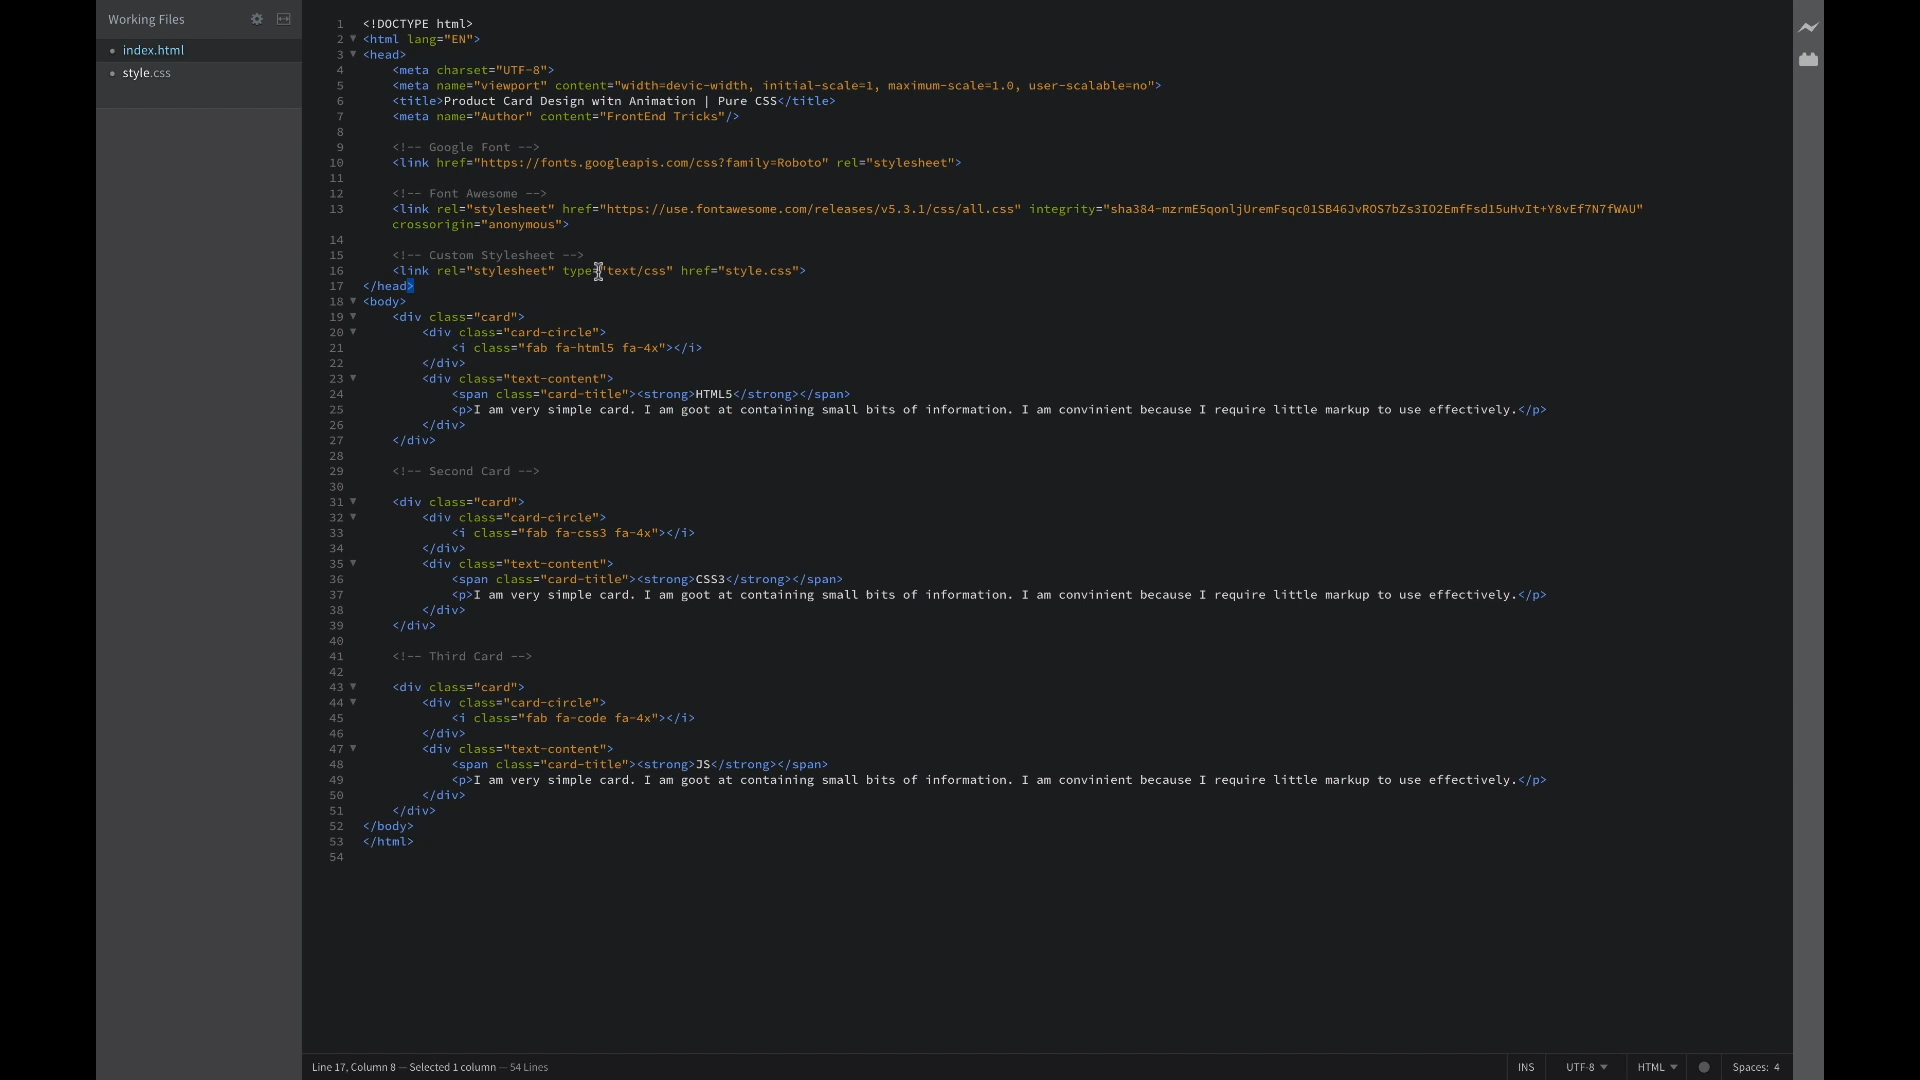 Working Files
index.html
style.css
1 <!DOCTYPE html>
2 <html lang="EN">
3 <head>
4 <meta charset="UTF-8">
5 <meta name="viewport" content="width=devic-width, initial-scale=1, maximum-scale=1.0, user-scalable=no">
6 <title>Product Card Design witn Animation | Pure CSS</title>
7 <meta name="Author" content="FrontEnd Tricks"/>
8
9 <!-- Google Font -->
10 <link href="https://fonts.googleapis.com/css?family=Roboto" rel="stylesheet">
11
12 <!-- Font Awesome -->
13 <link rel="stylesheet" href="https://use.fontawesome.com/releases/v5.3.1/css/all.css" integrity="sha384-mzrmE5qonljUremFsqc01SB46JvROS7bZs3IO2EmfFsd15uHvIt+Y8vEf7N7fWAU"
crossorigin="anonymous">
14
15 <!-- Custom Stylesheet -->
16 <link rel="stylesheet" type="text/css" href="style.css">
17 </head>
18 <body>
19 <div class="card">
20 <div class="card-circle">
21 <i class="fab fa-html5 fa-4x"></i>
22 </div>
23 <div class="text-content">
24 <span class="card-title"><strong>HTML5</strong></span>
25 <p>I am very simple card. I am goot at containing small bits of information. I am convinient because I require little markup to use effectively.</p>
26 </div>
27 </div>
28
29 <!-- Second Card -->
30
31 <div class="card">
32 <div class="card-circle">
33 <i class="fab fa-css3 fa-4x"></i>
34 </div>
35 <div class="text-content">
36 <span class="card-title"><strong>CSS3</strong></span>
37 <p>I am very simple card. I am goot at containing small bits of information. I am convinient because I require little markup to use effectively.</p>
38 </div>
39 </div>
40
41 <!-- Third Card -->
42
43 <div class="card">
44 <div class="card-circle">
45 <i class="fab fa-code fa-4x"></i>
46 </div>
47 <div class="text-content">
48 <span class="card-title"><strong>JS</strong></span>
49 <p>I am very simple card. I am goot at containing small bits of information. I am convinient because I require little markup to use effectively.</p>
50 </div>
51 </div>
52 </body>
53 </html>
54
Line 17, Column 8 — Selected 1 column — 54 Lines
INS UTF-8 HTML Spaces: 4